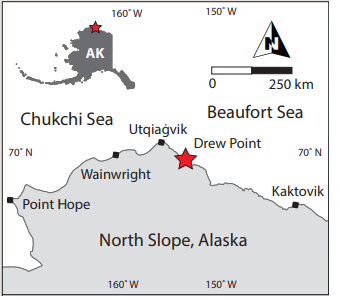 160° W
150° W
AK
N
0
250 km
Chukchi Sea
Beaufort Sea
Utqiaġvik
Drew Point
70° N
70° N
Wainwright
Kaktovik
Point Hope
North Slope, Alaska
160° W
150° W